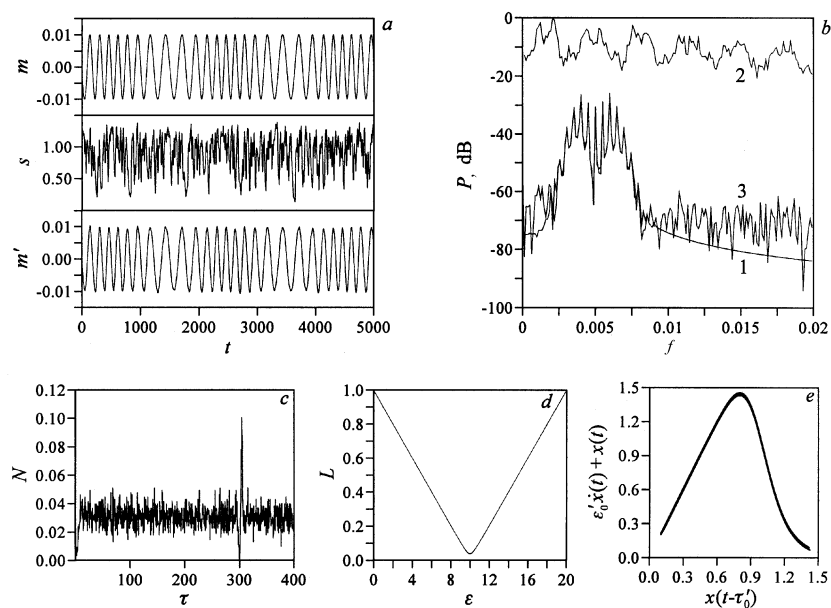 a
m
0.01
0.00
-0.01
s
1.00
0.50
m′
0.01
0.00
-0.01
0 1000 2000 3000 4000 5000
t
b
P, dB
0
-20
-40
-60
-80
-100
2
3
1
0 0.005 0.01 0.015 0.02
f
c
N
0.12
0.10
0.08
0.06
0.04
0.02
0.00
100 200 300 400
τ
d
L
1.0
0.8
0.6
0.4
0.2
0.0
0 4 8 12 16 20
ε
e
ε′₀ẋ(t) + x(t)
1.5
1.2
0.9
0.6
0.3
0.0
0.0 0.3 0.6 0.9 1.2 1.5
x(t-τ′₀)